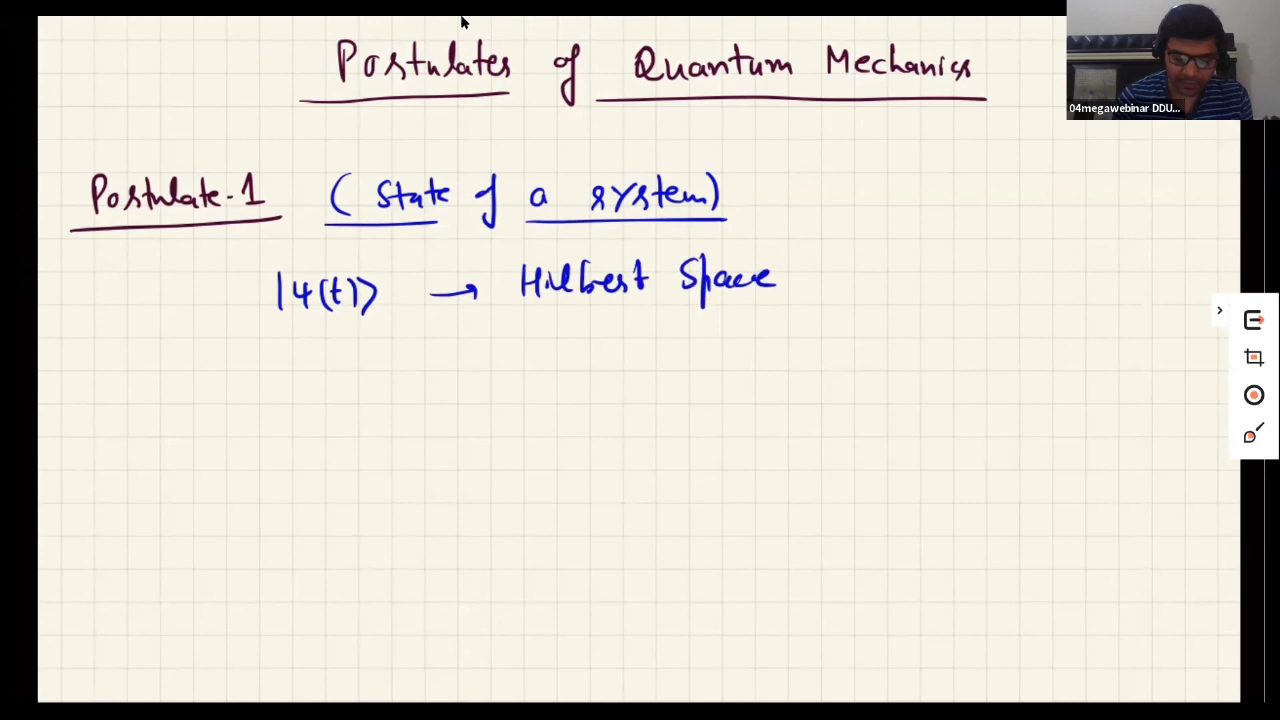 Postulates of Quantum Mechanics
04megawebinar DDU...
Postulate-1 (State of a system)
|ψ(t)⟩ → Hilbert Space